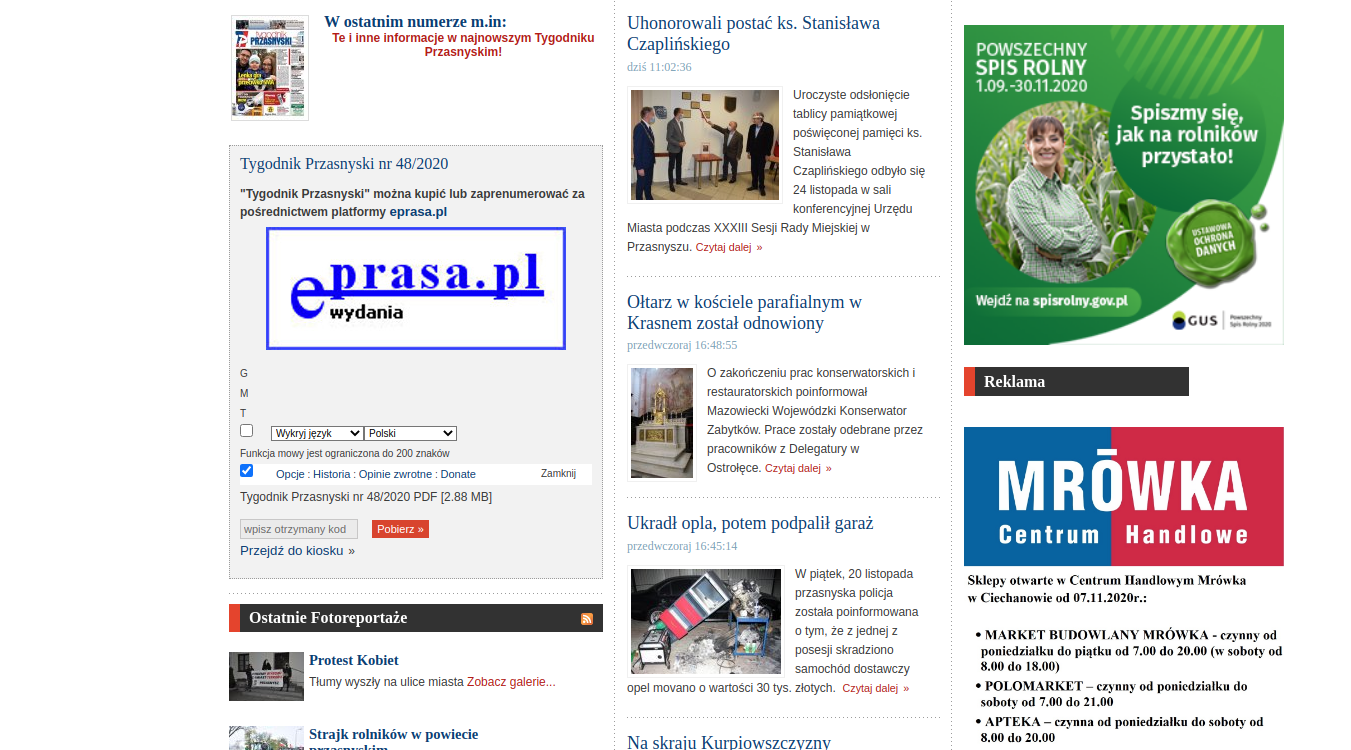 W ostatnim numerze m.in:
Te i inne informacje w najnowszym Tygodniku
Przasnyskim!
tygodnik
PRZASNYSKI
Tygodnik Przasnyski nr 48/2020
"Tygodnik Przasnyski" można kupić lub zaprenumerować za
pośrednictwem platformy eprasa.pl
eprasa.pl
wydania
G
M
T
Wykryj język Polski
Funkcja mowy jest ograniczona do 200 znaków
Opcje : Historia : Opinie zwrotne : Donate Zamknij
Tygodnik Przasnyski nr 48/2020 PDF [2.88 MB]
wpisz otrzymany kod Pobierz »
Przejdź do kiosku »
Ostatnie Fotoreportaże
Protest Kobiet
Tłumy wyszły na ulice miasta Zobacz galerie...
Strajk rolników w powiecie
przasnyskim
Uhonorowali postać ks. Stanisława
Czaplińskiego
dziś 11:02:36
Uroczyste odsłonięcie
tablicy pamiątkowej
poświęconej pamięci ks.
Stanisława
Czaplińskiego odbyło się
24 listopada w sali
konferencyjnej Urzędu
Miasta podczas XXXIII Sesji Rady Miejskiej w
Przasnyszu. Czytaj dalej »
Ołtarz w kościele parafialnym w
Krasnem został odnowiony
przedwczoraj 16:48:55
O zakończeniu prac konserwatorskich i
restauratorskich poinformował
Mazowiecki Wojewódzki Konserwator
Zabytków. Prace zostały odebrane przez
pracowników z Delegatury w
Ostrołęce. Czytaj dalej »
Ukradł opla, potem podpalił garaż
przedwczoraj 16:45:14
W piątek, 20 listopada
przasnyska policja
została poinformowana
o tym, że z jednej z
posesji skradziono
samochód dostawczy
opel movano o wartości 30 tys. złotych. Czytaj dalej »
Na skraju Kurpiowszczyzny
POWSZECHNY
SPIS ROLNY
1.09.-30.11.2020
Spiszmy się,
jak na rolników
przystało!
USTAWOWA
OCHRONA
DANYCH
Wejdź na spisrolny.gov.pl
GUS Powszechny
Spis Rolny 2020
Reklama
MRÓWKA
Centrum Handlowe
Sklepy otwarte w Centrum Handlowym Mrówka
w Ciechanowie od 07.11.2020r.:
• MARKET BUDOWLANY MRÓWKA - czynny od
poniedziałku do piątku od 7.00 do 20.00 (w soboty od
8.00 do 18.00)
• POLOMARKET – czynny od poniedziałku do
soboty od 7.00 do 21.00
• APTEKA – czynna od poniedziałku do soboty od
8.00 do 20.00